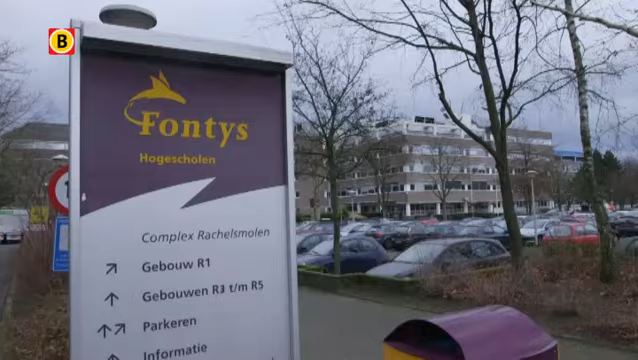 B
Fontys
Hogescholen
Complex Rachelsmolen
Gebouw R1
Gebouwen R3 t/m R5
Parkeren
Informatie